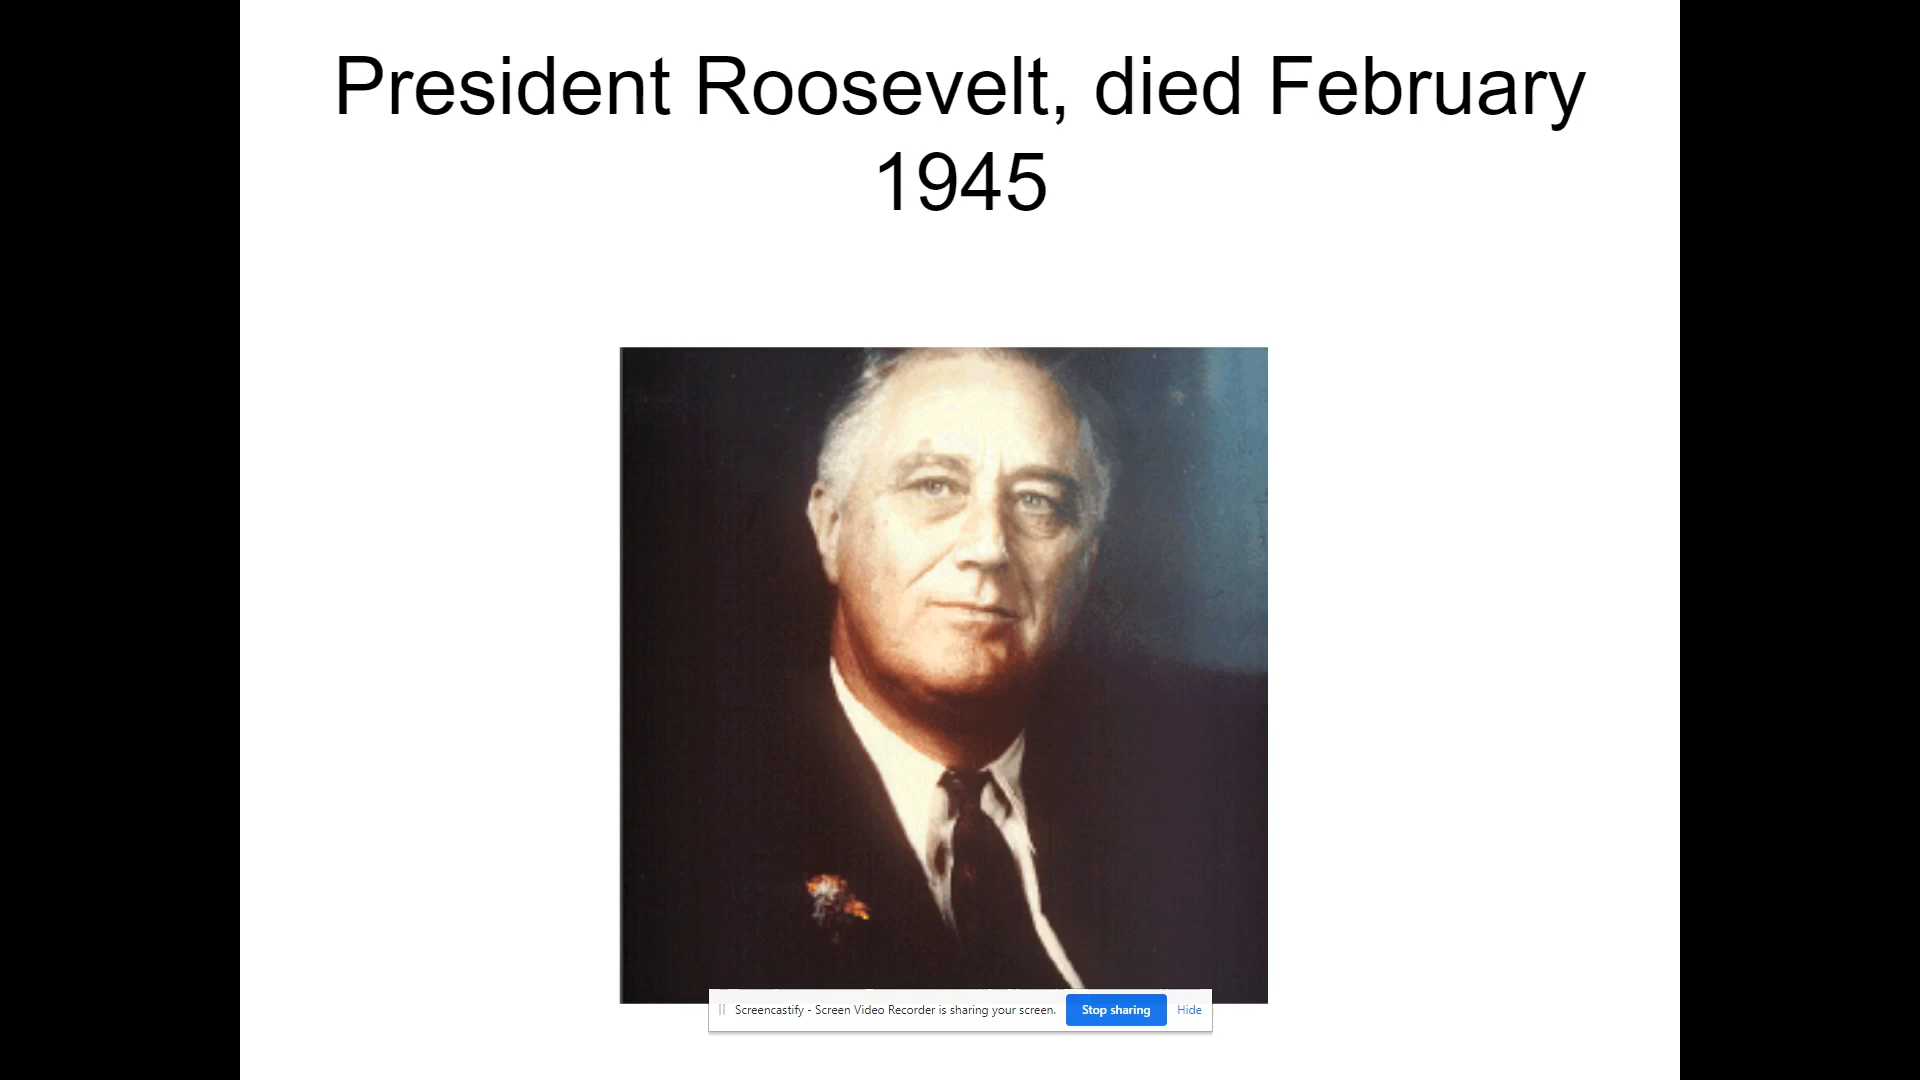 President Roosevelt, died February
1945
Screencastify - Screen Video Recorder is sharing your screen. Stop sharing Hide